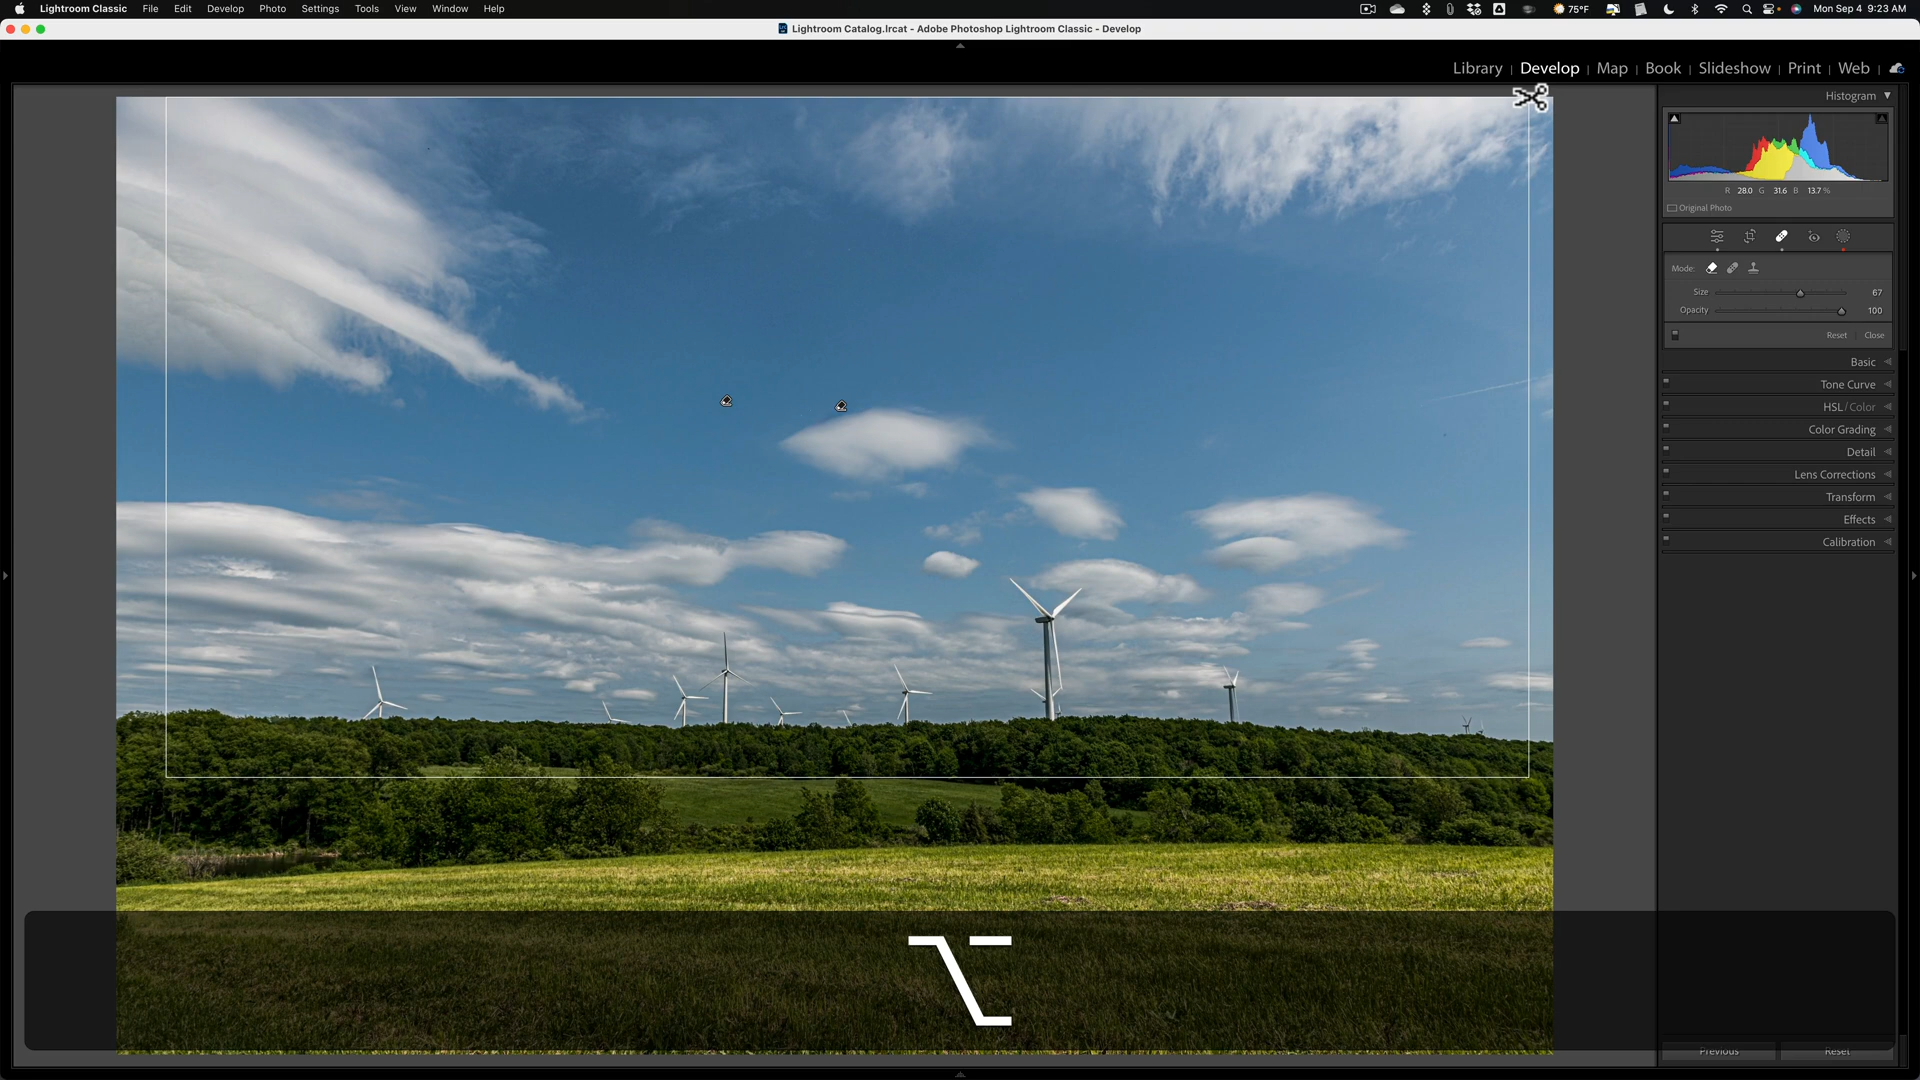 Lightroom Classic File Edit Develop Photo Settings Tools View Window Help 75°F Mon Sep 4 9:23 AM
Lightroom Catalog.lrcat - Adobe Photoshop Lightroom Classic - Develop
Library | Develop | Map | Book | Slideshow | Print | Web |
Histogram
R 28.0 G 31.6 B 13.7 %
Original Photo
Mode:
Size 67
Opacity 100
Reset Close
Basic
Tone Curve
HSL / Color
Color Grading
Detail
Lens Corrections
Transform
Effects
Calibration
Previous Reset